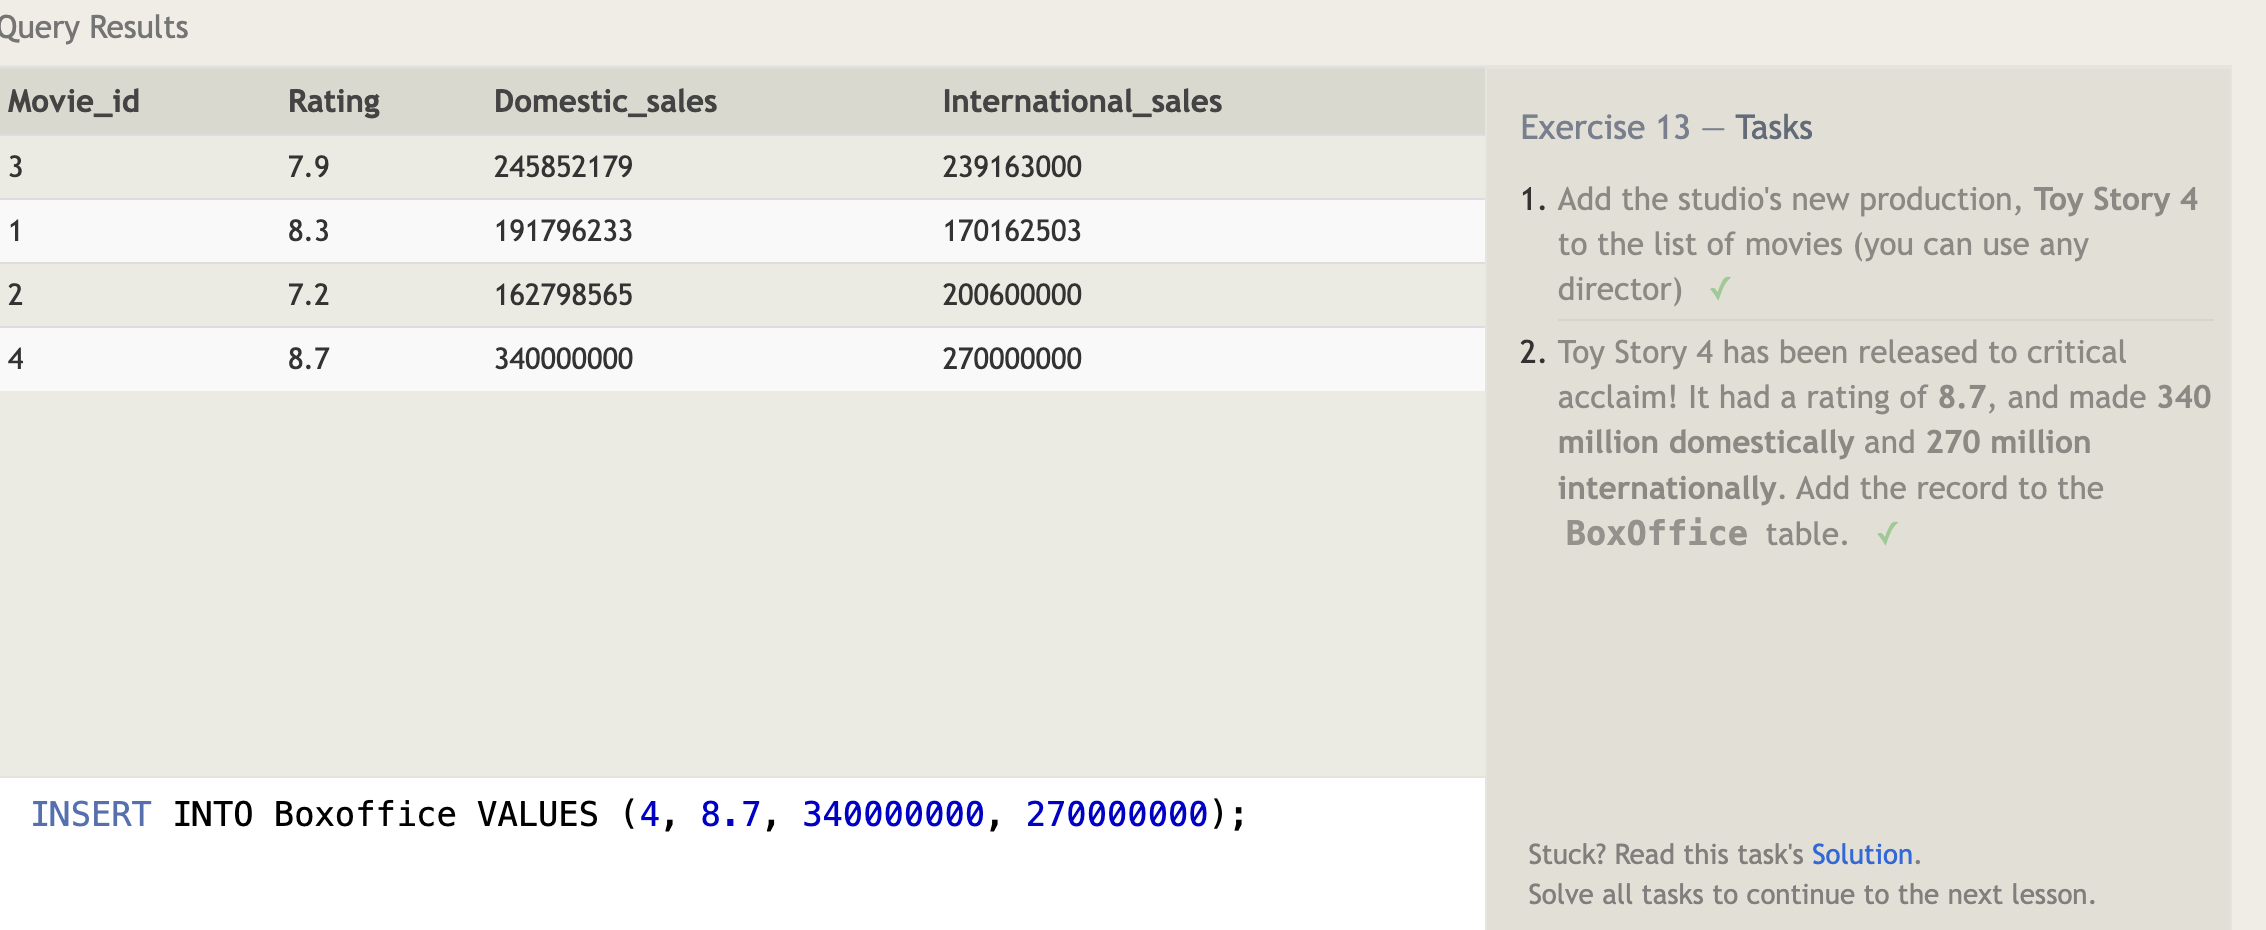 Query Results
Movie_id Rating Domestic_sales International_sales
3 7.9 245852179 239163000
1 8.3 191796233 170162503
2 7.2 162798565 200600000
4 8.7 340000000 270000000
INSERT INTO Boxoffice VALUES (4, 8.7, 340000000, 270000000);
Exercise 13 — Tasks
1. Add the studio's new production, Toy Story 4
to the list of movies (you can use any
director) ✓
2. Toy Story 4 has been released to critical
acclaim! It had a rating of 8.7, and made 340
million domestically and 270 million
internationally. Add the record to the
BoxOffice table. ✓
Stuck? Read this task's Solution.
Solve all tasks to continue to the next lesson.